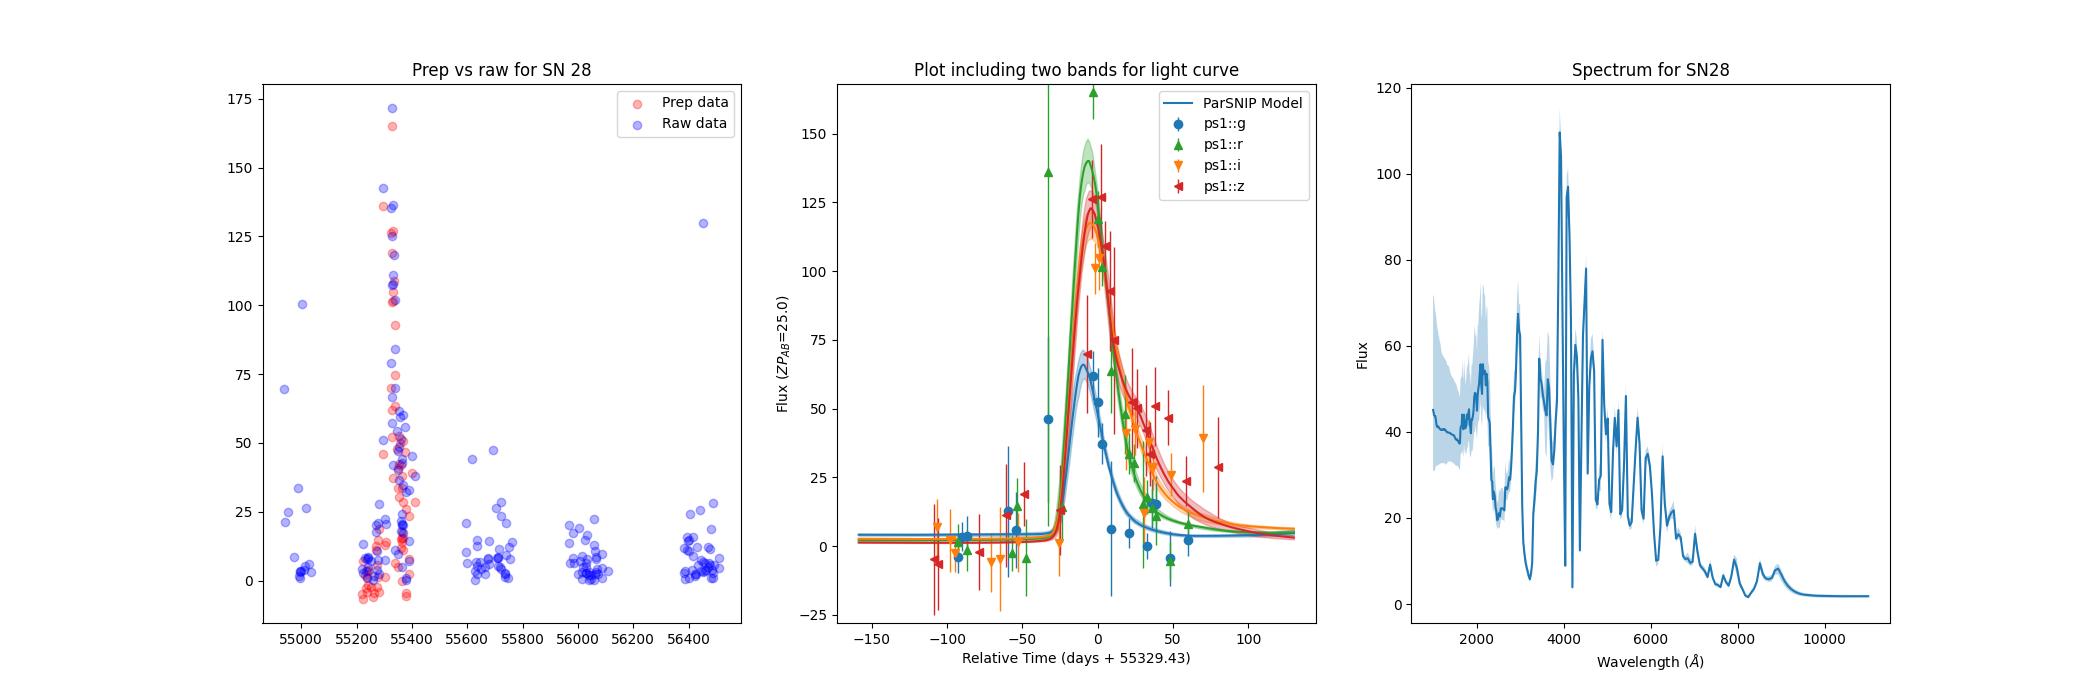 Prep vs raw for SN 28
175
150
125
100
75
50
25
0
55000 55200 55400 55600 55800 56000 56200 56400
Prep data
Raw data
Plot including two bands for light curve
Flux (ZP_AB=25.0)
150
125
100
75
50
25
0
−25
−150 −100 −50 0 50 100
Relative Time (days + 55329.43)
ParSNIP Model
ps1::g
ps1::r
ps1::i
ps1::z
Spectrum for SN28
Flux
120
100
80
60
40
20
0
2000 4000 6000 8000 10000
Wavelength (Å)